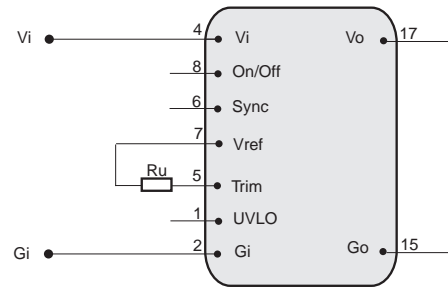 Vi 4 Vi Vo 17
8 On/Off
6 Sync
7 Vref
Ru 5 Trim
1 UVLO
Gi 2 Gi Go 15